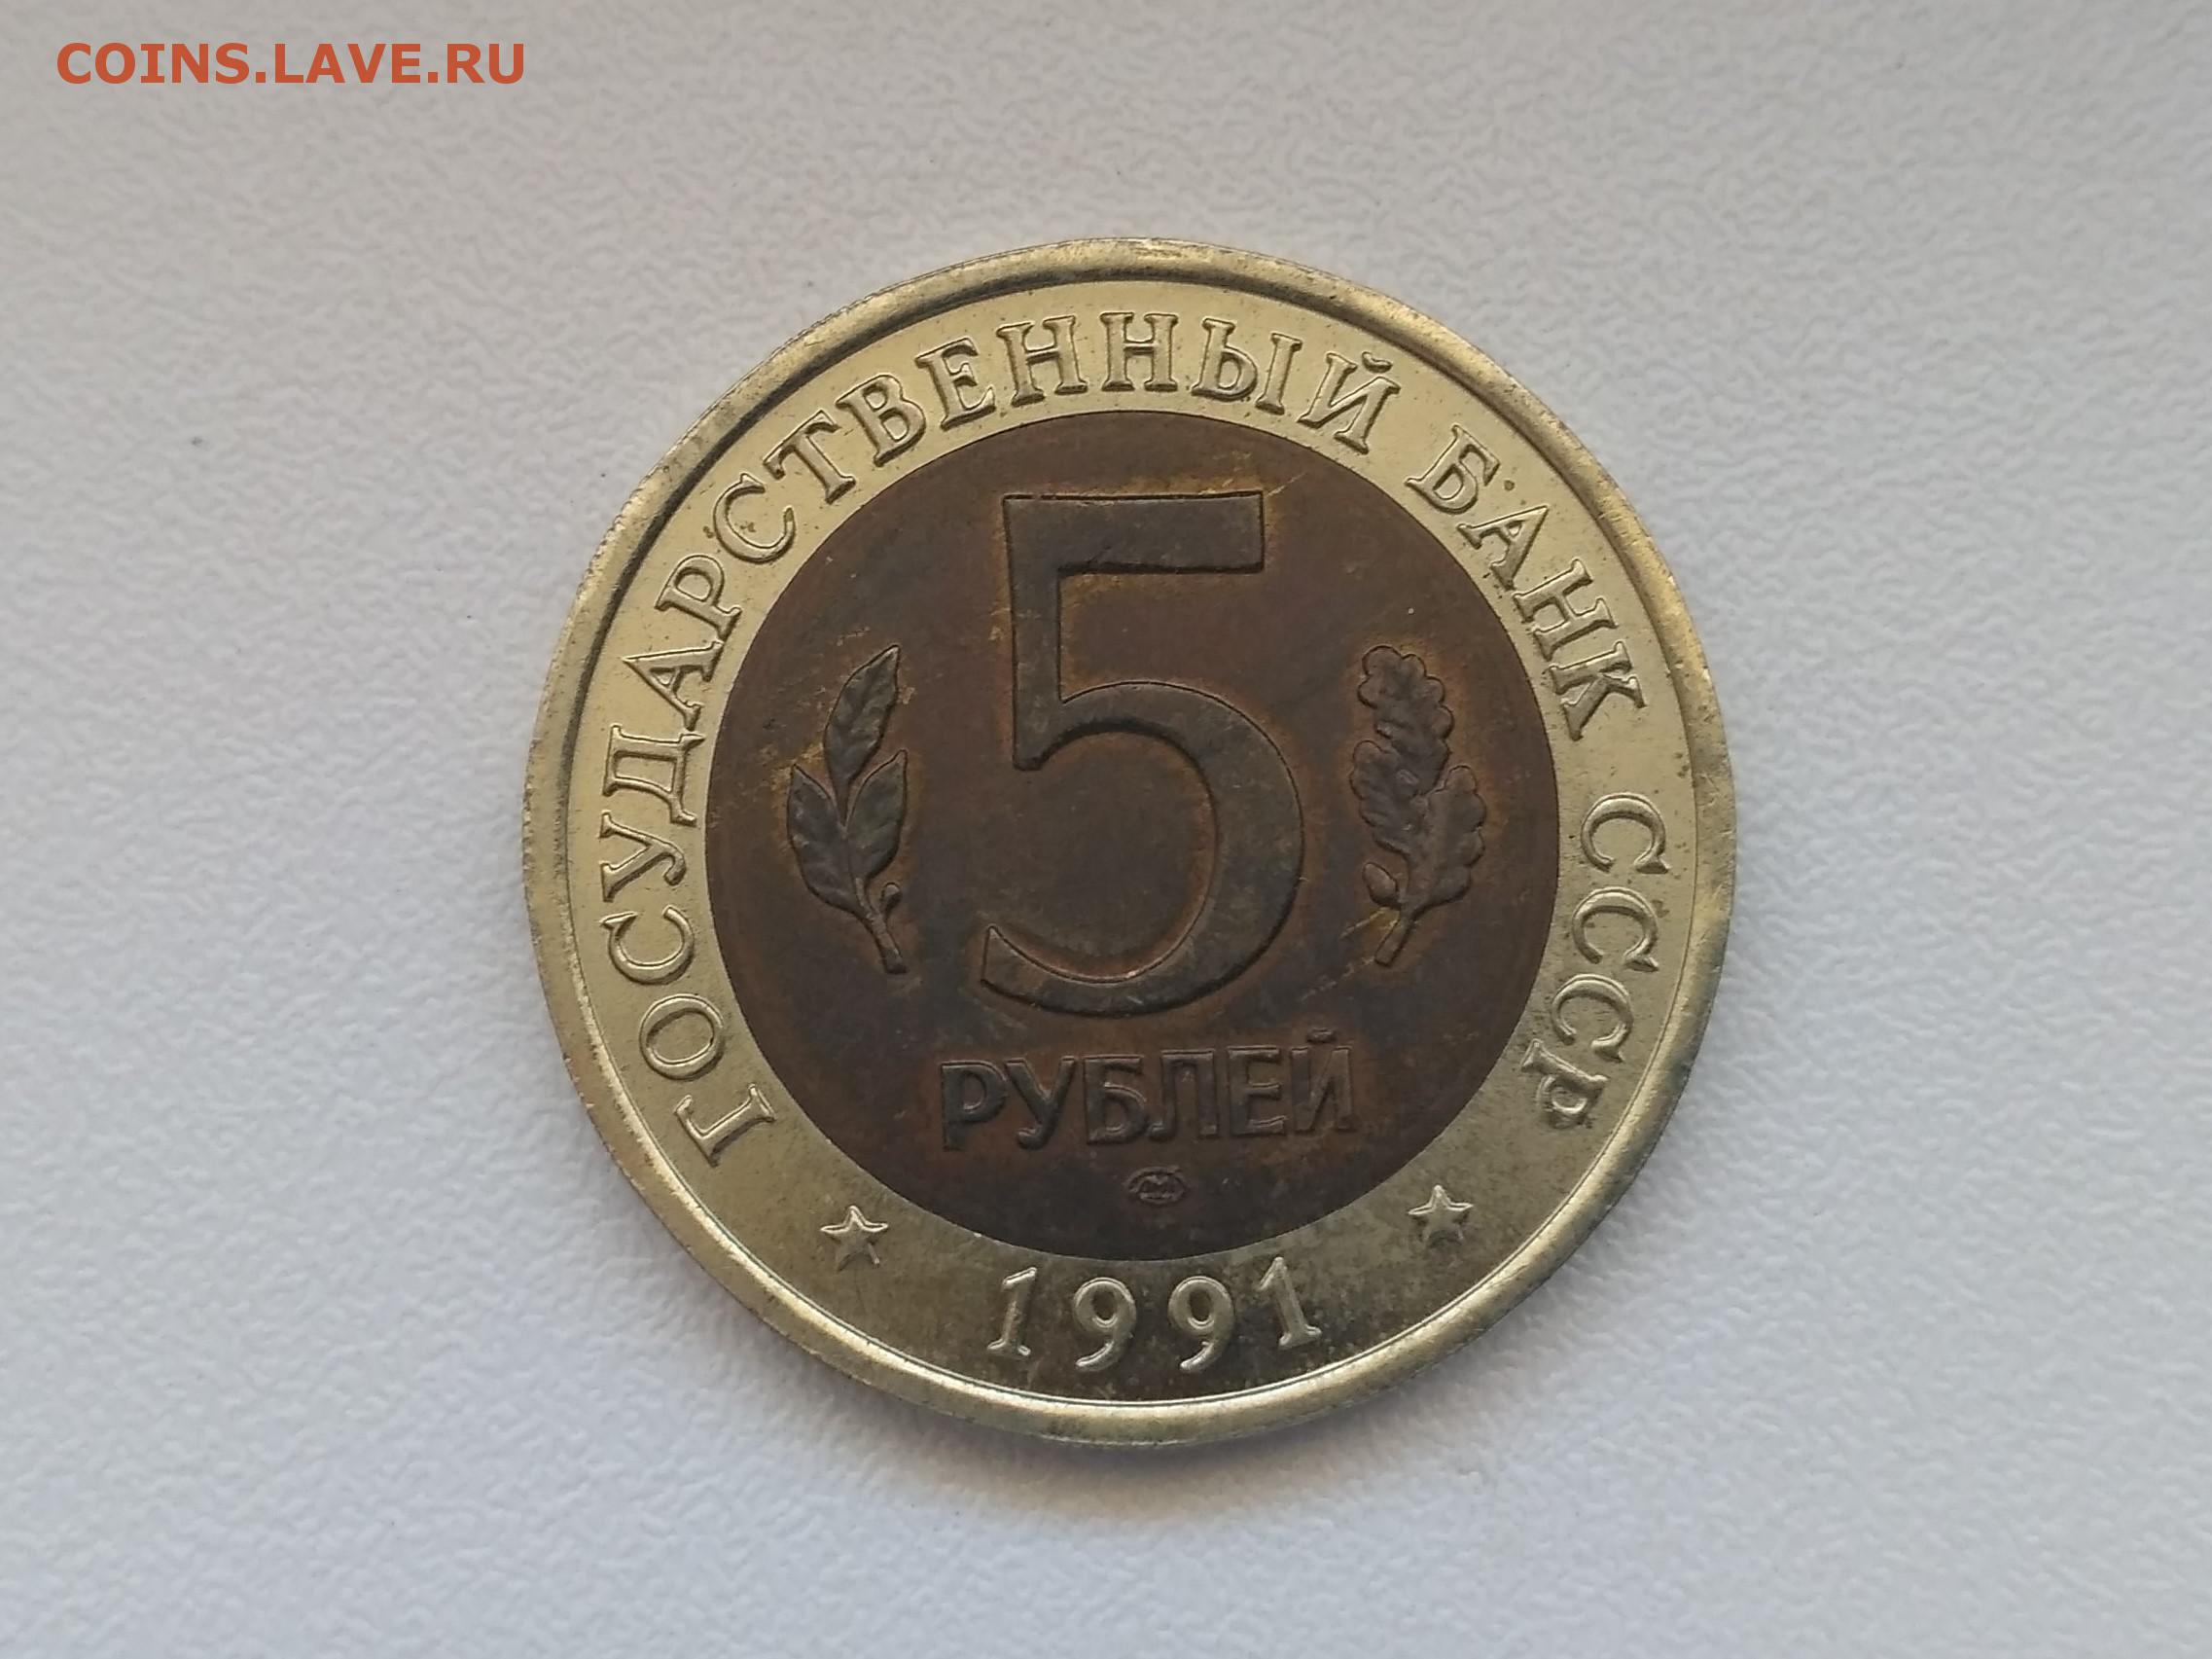 COINS.LAVE.RU
ГОСУДАРСТВЕННЫЙ БАНК СССР
5
РУБЛЕЙ
1991